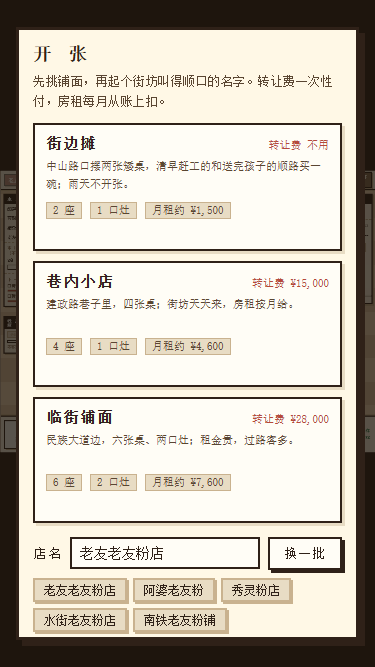 开 张
先挑铺面，再起个街坊叫得顺口的名字。转让费一次性
付，房租每月从账上扣。
街边摊 转让费 不用
中山路口摆两张矮桌，清早赶工的和送完孩子的顺路买一
碗；雨天不开张。
2 座 1 口灶 月租约 ¥1,500
巷内小店 转让费 ¥15,000
建政路巷子里，四张桌；街坊天天来，房租按月给。
4 座 1 口灶 月租约 ¥4,600
临街铺面 转让费 ¥28,000
民族大道边，六张桌、两口灶；租金贵，过路客多。
6 座 2 口灶 月租约 ¥7,600
店名 老友老友粉店 换一批
老友老友粉店 阿婆老友粉 秀灵粉店
水街老友粉店 南铁老友粉铺